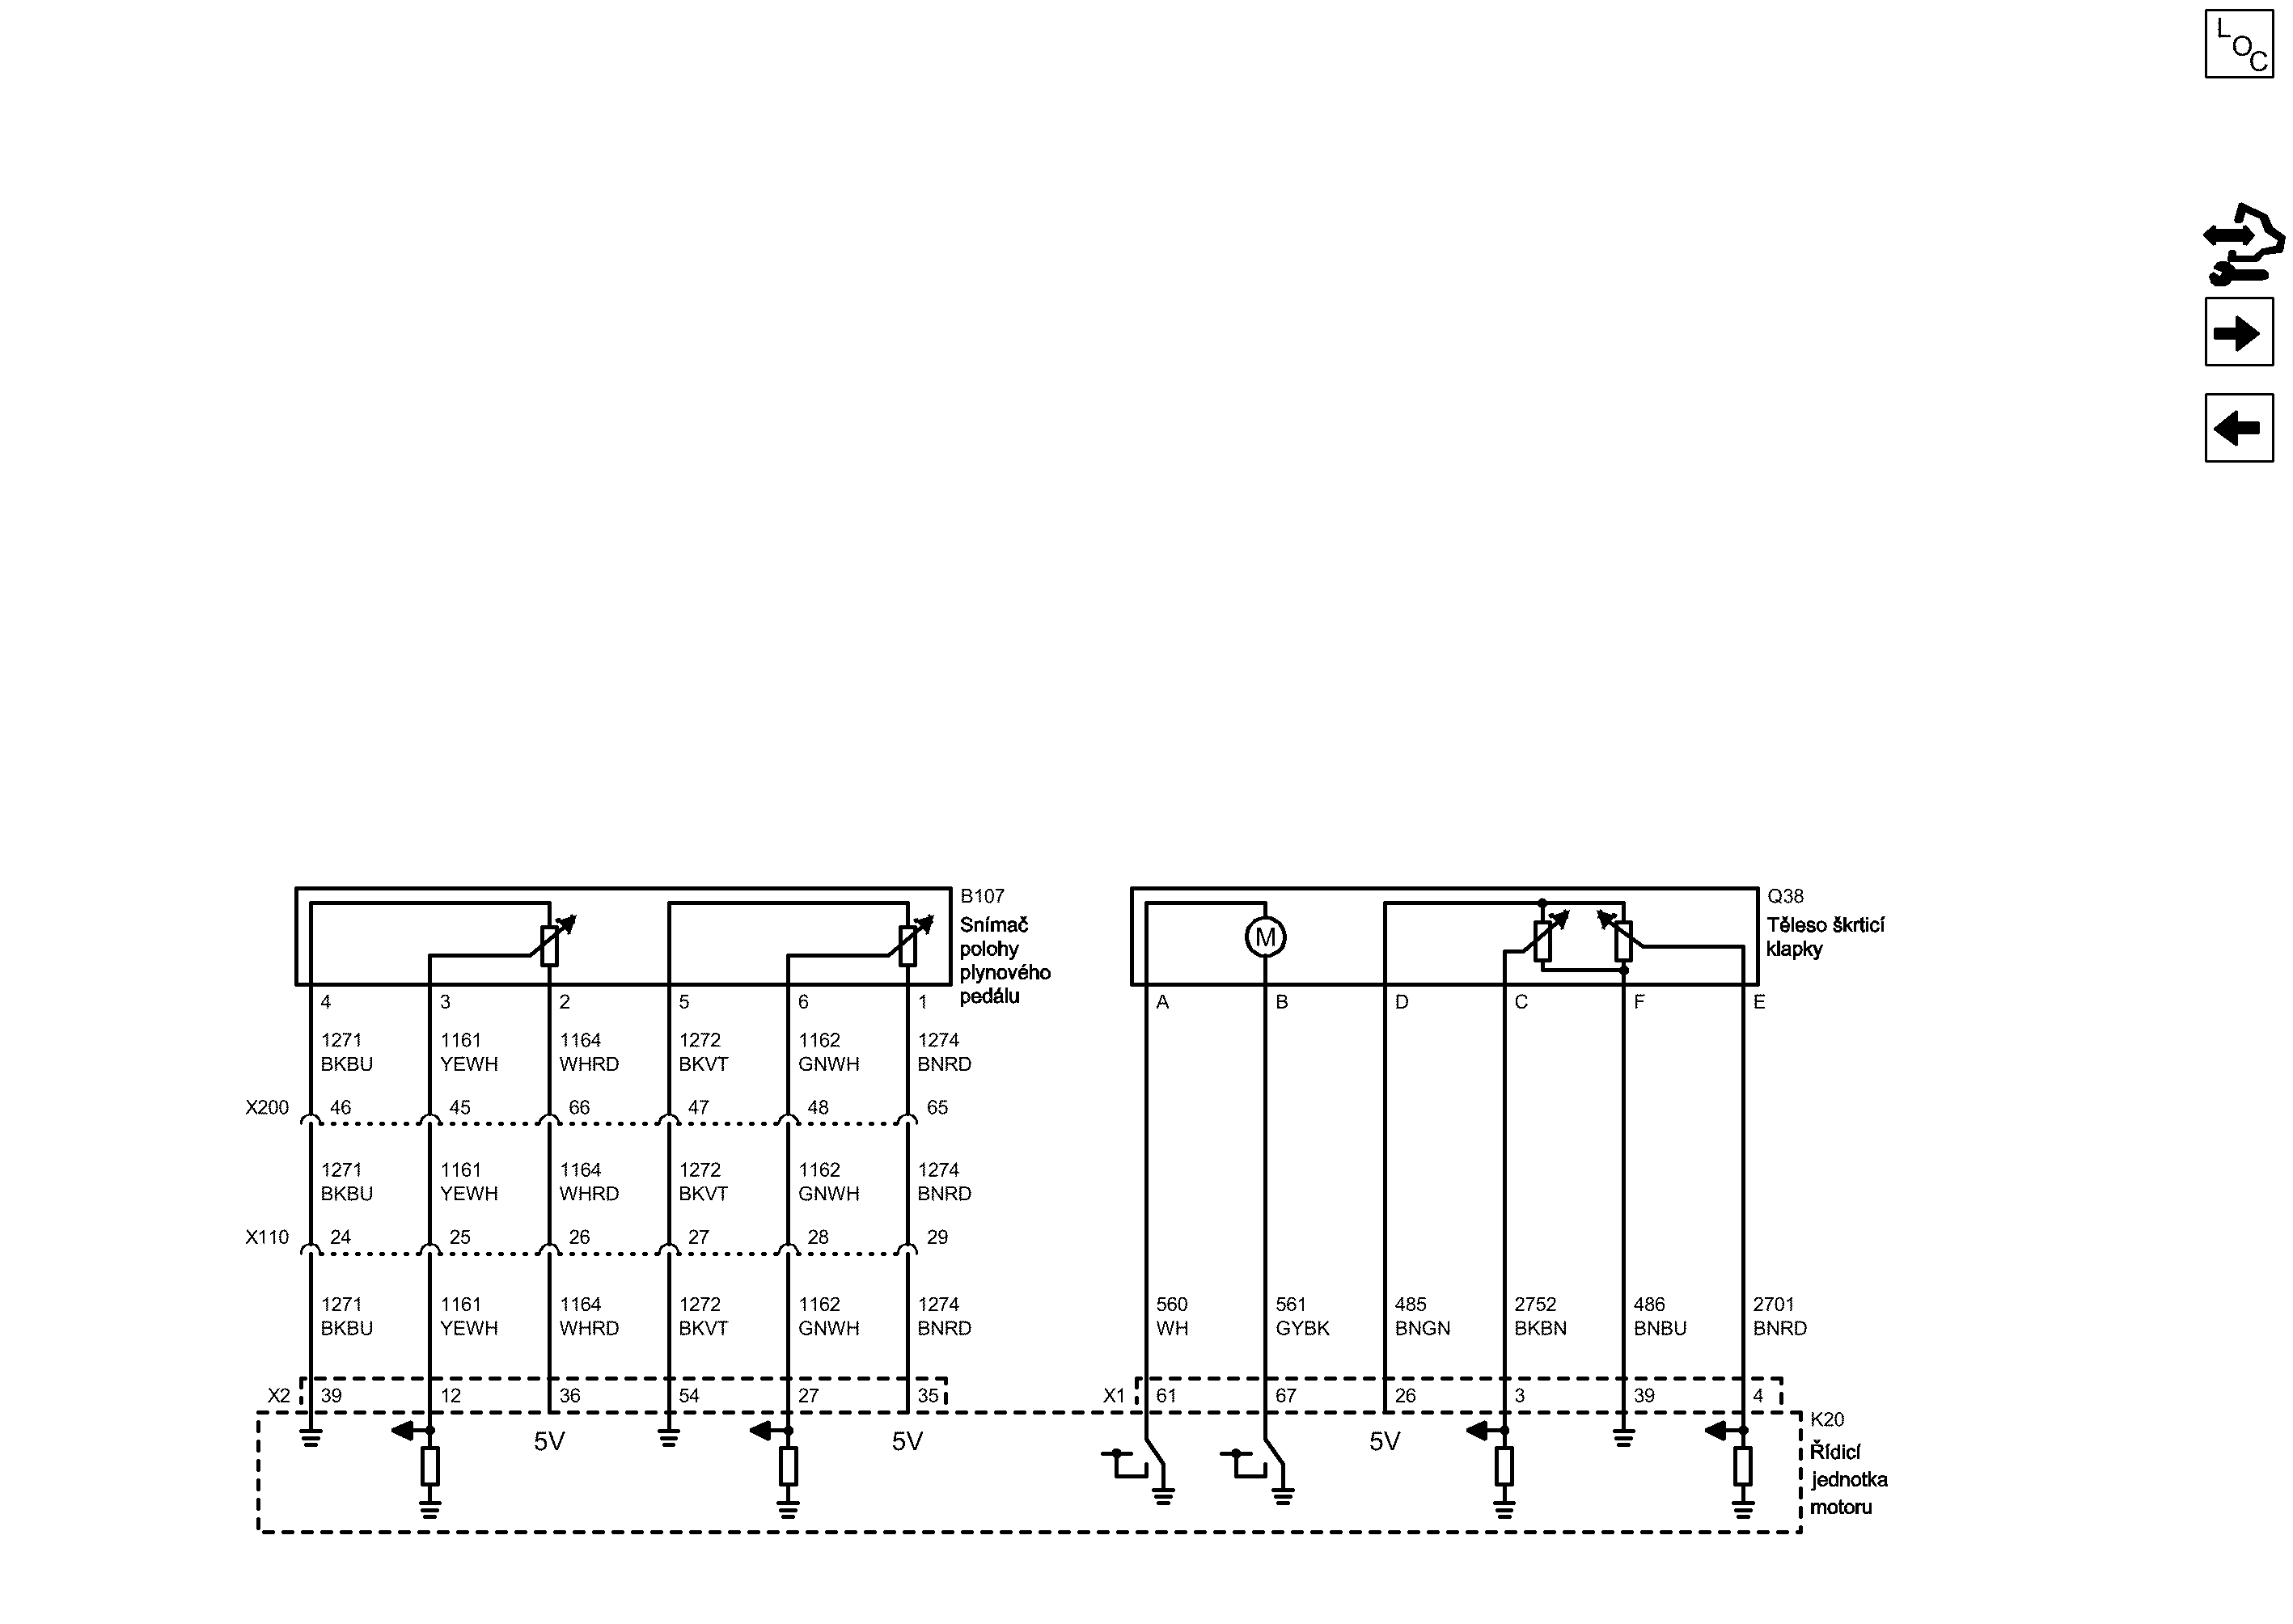 LOC
B107
Snímač
polohy
plynového
pedálu
Q38
Těleso škrticí
klapky
M
4 3 2 5 6 1
A B D C F E
1271 1161 1164 1272 1162 1274
BKBU YEWH WHRD BKVT GNWH BNRD
X200 46 45 66 47 48 65
1271 1161 1164 1272 1162 1274
BKBU YEWH WHRD BKVT GNWH BNRD
X110 24 25 26 27 28 29
1271 1161 1164 1272 1162 1274 560 561 485 2752 486 2701
BKBU YEWH WHRD BKVT GNWH BNRD WH GYBK BNGN BKBN BNBU BNRD
X2 39 12 36 54 27 35 X1 61 67 26 3 39 4
5V 5V 5V
K20
Řídicí
jednotka
motoru